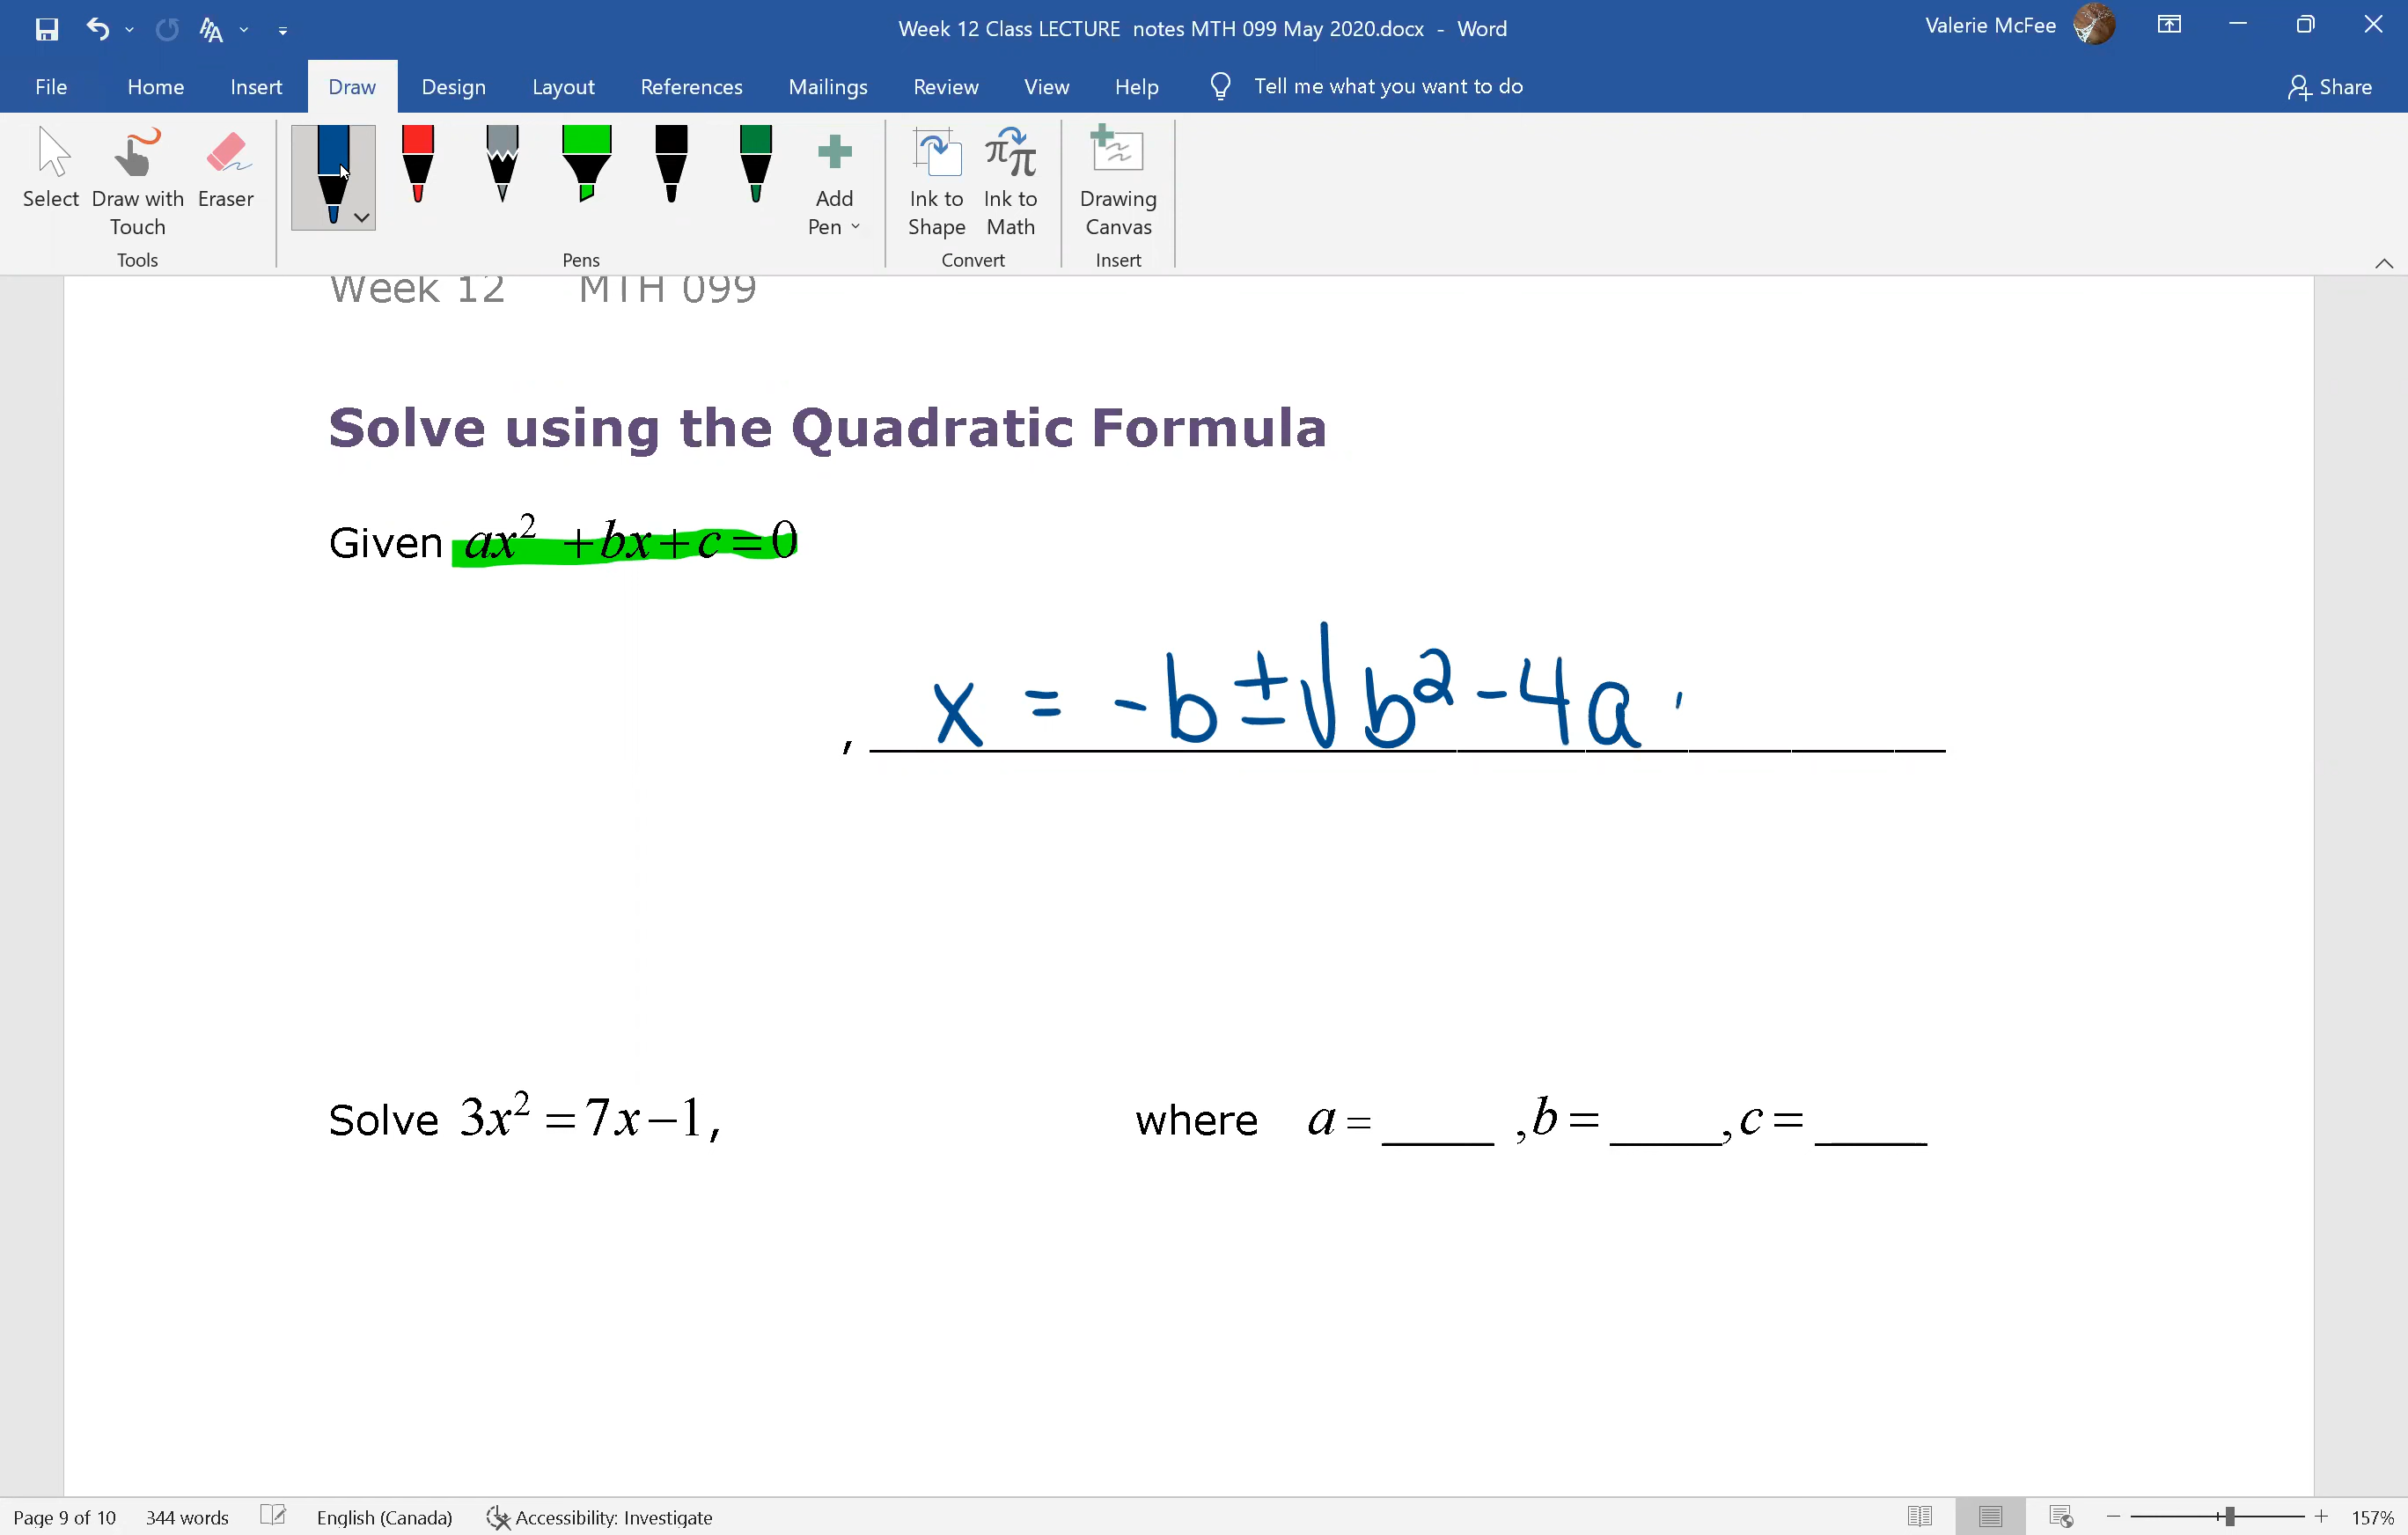 Week 12 Class LECTURE notes MTH 099 May 2020.docx - Word
Valerie McFee
File Home Insert Draw Design Layout References Mailings Review View Help Tell me what you want to do Share
Select Draw with Touch Eraser Add Pen Ink to Shape Ink to Math Drawing Canvas
Tools Pens Convert Insert
Week 12 MTH 099
Solve using the Quadratic Formula
Given ax² +bx+c=0
, x = -b±√b²-4a
Solve 3x²=7x−1, where a=____ ,b=____,c=____
Page 9 of 10 344 words English (Canada) Accessibility: Investigate 157%